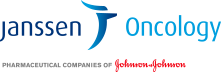 janssen Oncology
PHARMACEUTICAL COMPANIES OF Johnson & Johnson